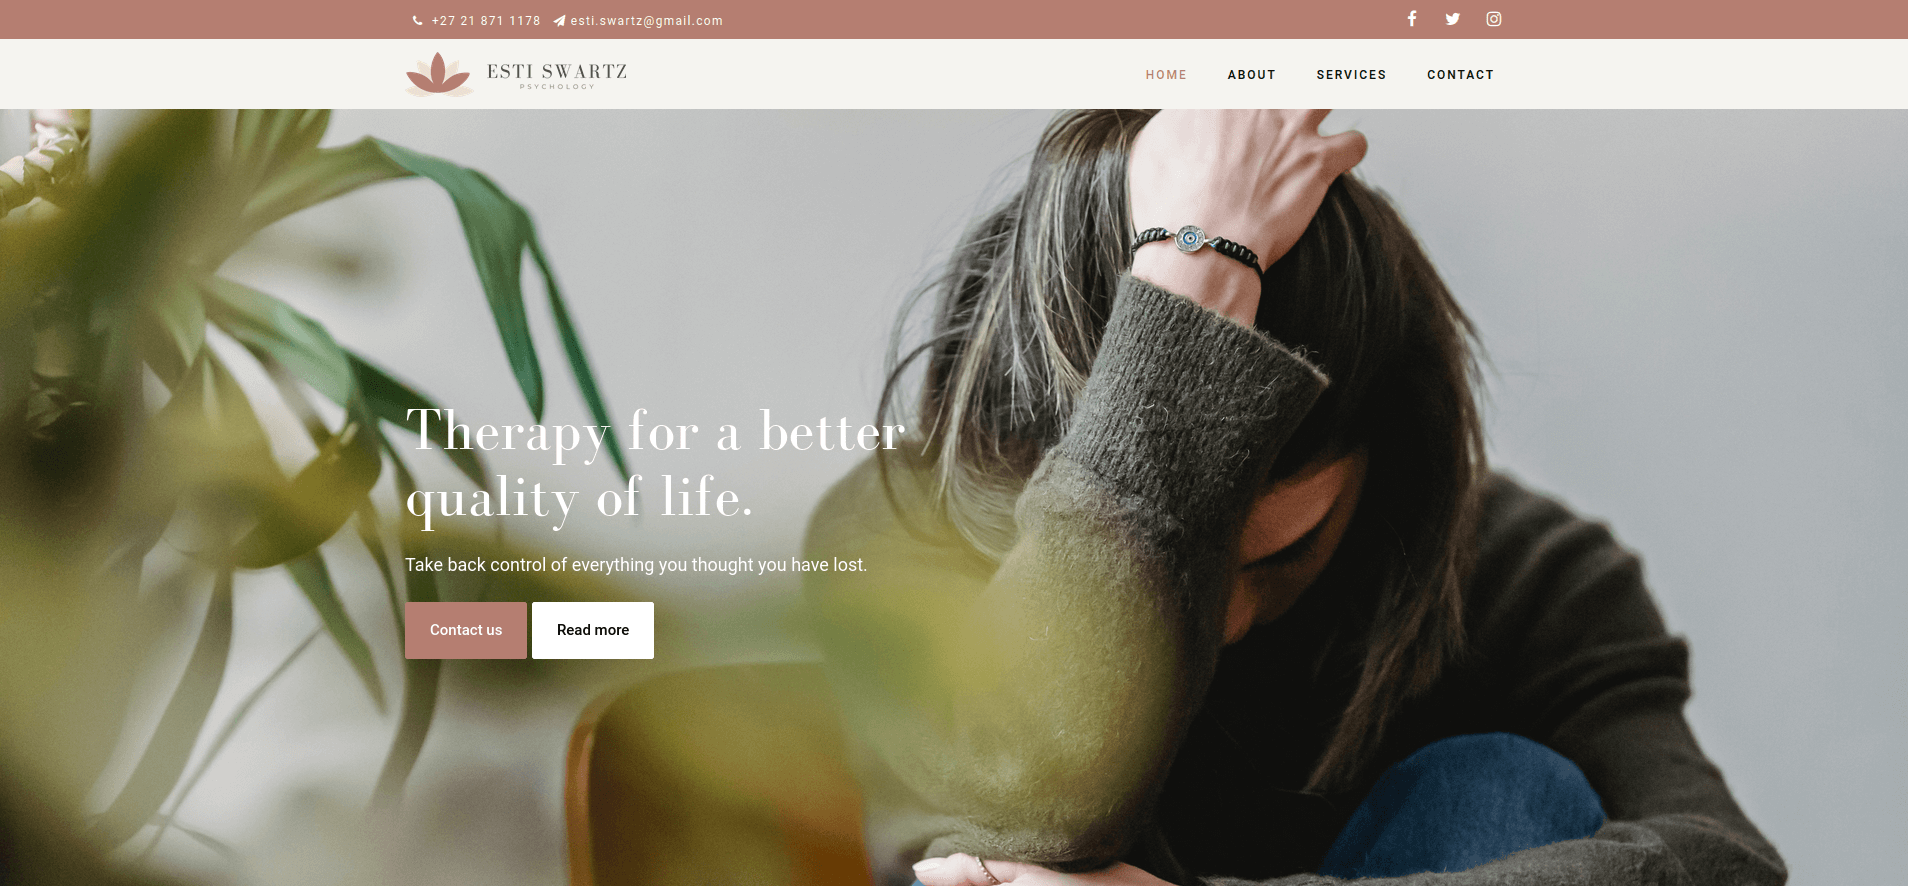 +27 21 871 1178 esti.swartz@gmail.com
ESTI SWARTZ
PSYCHOLOGY
HOME ABOUT SERVICES CONTACT
Therapy for a better
quality of life.
Take back control of everything you thought you have lost.
Contact us Read more